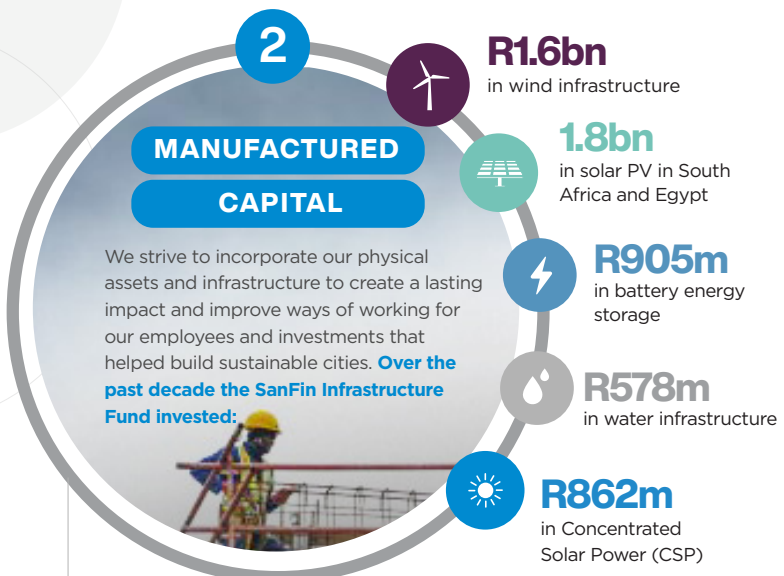 2
MANUFACTURED
CAPITAL
We strive to incorporate our physical
assets and infrastructure to create a lasting
impact and improve ways of working for
our employees and investments that
helped build sustainable cities. Over the
past decade the SanFin Infrastructure
Fund invested:
R1.6bn
in wind infrastructure
1.8bn
in solar PV in South
Africa and Egypt
R905m
in battery energy
storage
R578m
in water infrastructure
R862m
in Concentrated
Solar Power (CSP)